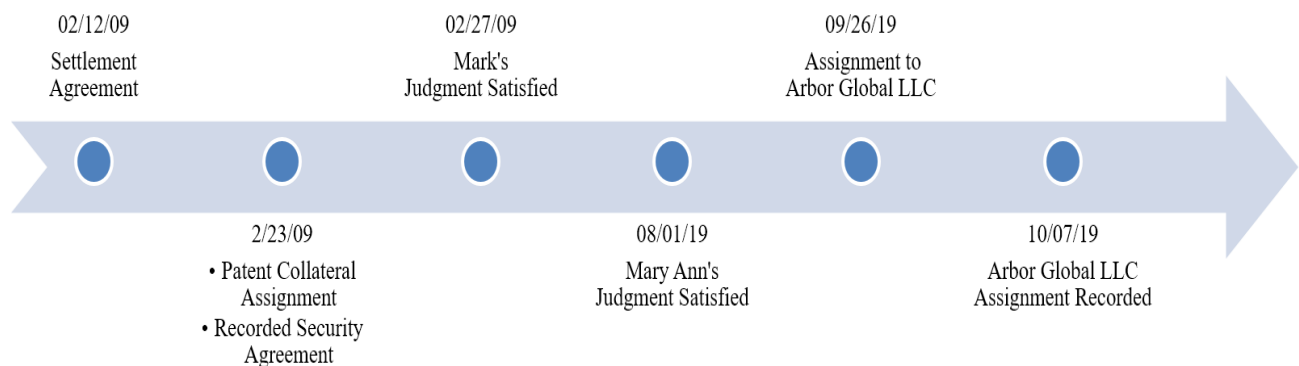 02/12/09
Settlement
Agreement
2/23/09
• Patent Collateral
Assignment
• Recorded Security
Agreement
02/27/09
Mark's
Judgment Satisfied
08/01/19
Mary Ann's
Judgment Satisfied
09/26/19
Assignment to
Arbor Global LLC
10/07/19
Arbor Global LLC
Assignment Recorded